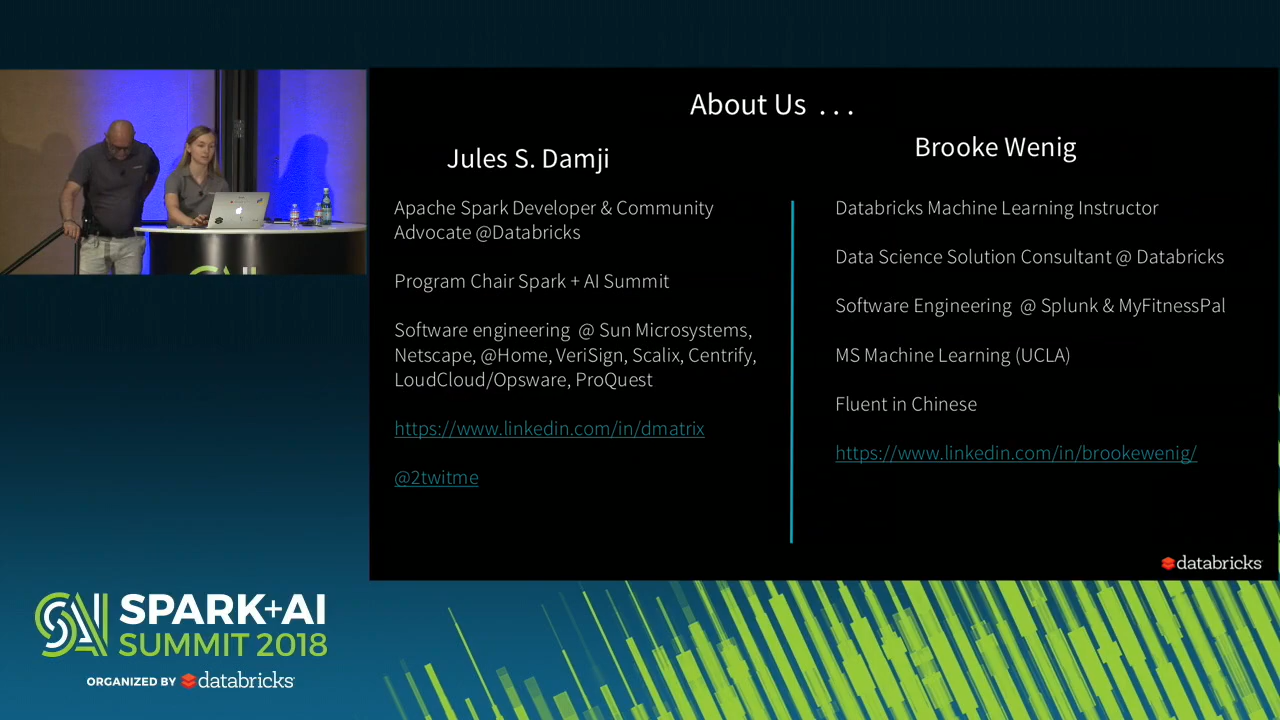 About Us ...
Jules S. Damji
Apache Spark Developer & Community
Advocate @Databricks
Program Chair Spark + AI Summit
Software engineering @ Sun Microsystems,
Netscape, @Home, VeriSign, Scalix, Centrify,
LoudCloud/Opsware, ProQuest
https://www.linkedin.com/in/dmatrix
@2twitme
Brooke Wenig
Databricks Machine Learning Instructor
Data Science Solution Consultant @ Databricks
Software Engineering @ Splunk & MyFitnessPal
MS Machine Learning (UCLA)
Fluent in Chinese
https://www.linkedin.com/in/brookewenig/
databricks
SAI SPARK+AI
SUMMIT 2018
ORGANIZED BY databricks